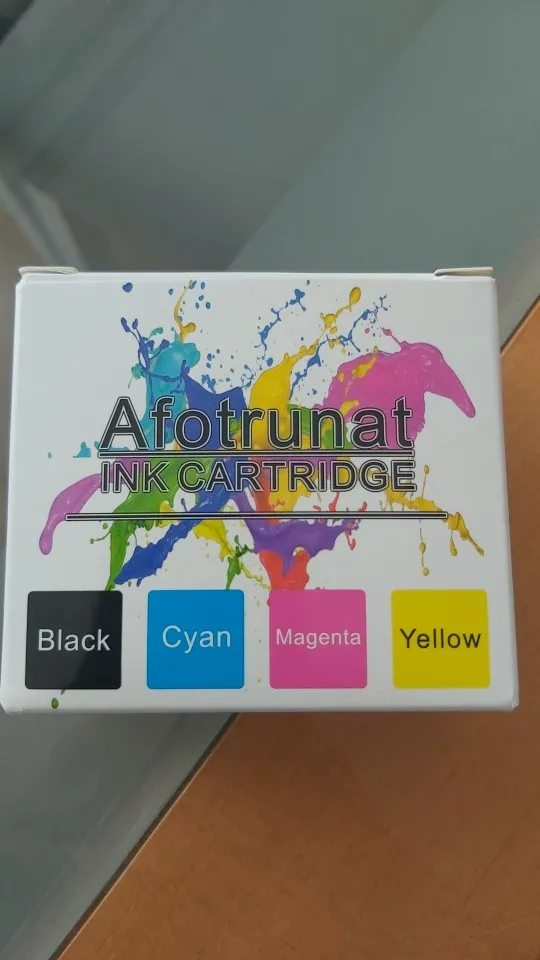 Afotrunat
INK CARTRIDGE
Black
Cyan
Magenta
Yellow